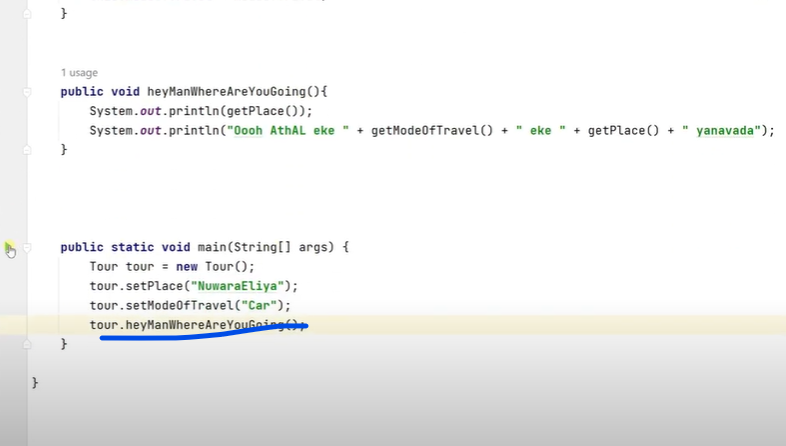 }
1 usage
public void heyManWhereAreYouGoing(){
System.out.println(getPlace());
System.out.println("Oooh AthAL eke " + getModeOfTravel() + " eke " + getPlace() + " yanavada");
}
public static void main(String[] args) {
Tour tour = new Tour();
tour.setPlace("NuwaraEliya");
tour.setModeOfTravel("Car");
tour.heyManWhereAreYouGoing();
}
}